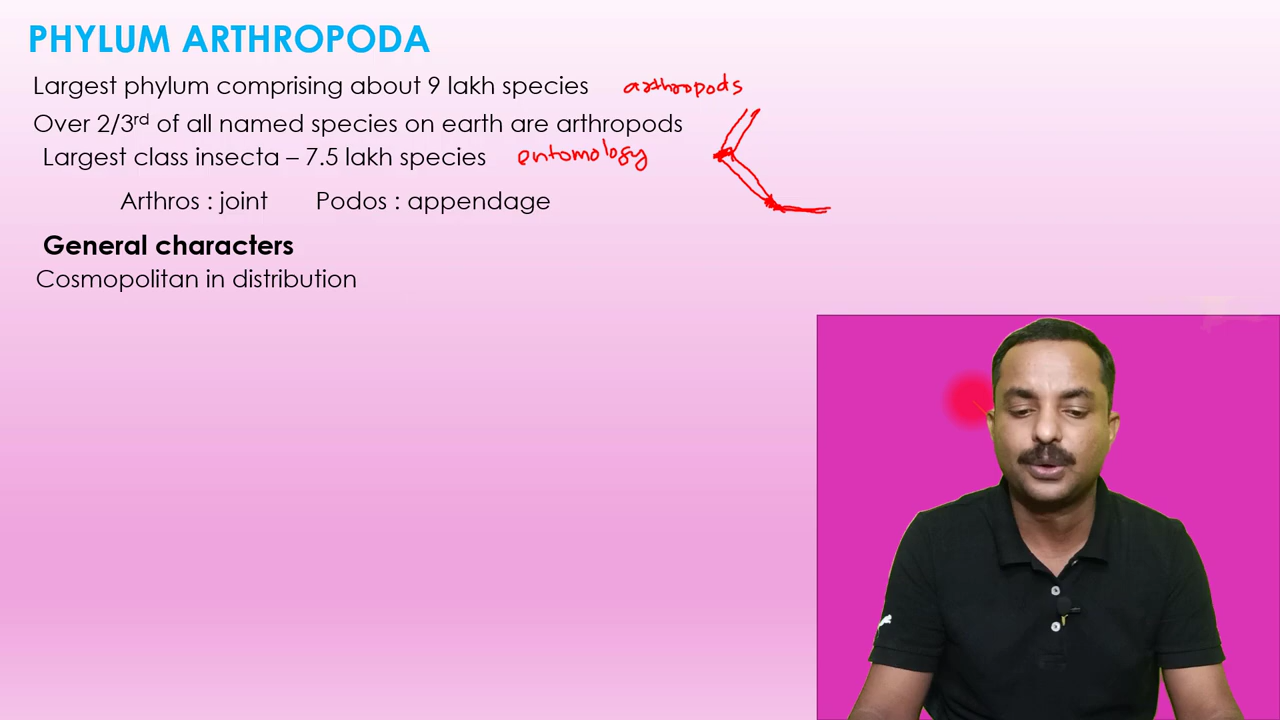 PHYLUM ARTHROPODA
Largest phylum comprising about 9 lakh species arthropods
Over 2/3rd of all named species on earth are arthropods
Largest class insecta – 7.5 lakh species entomology
Arthros : joint Podos : appendage
General characters
Cosmopolitan in distribution